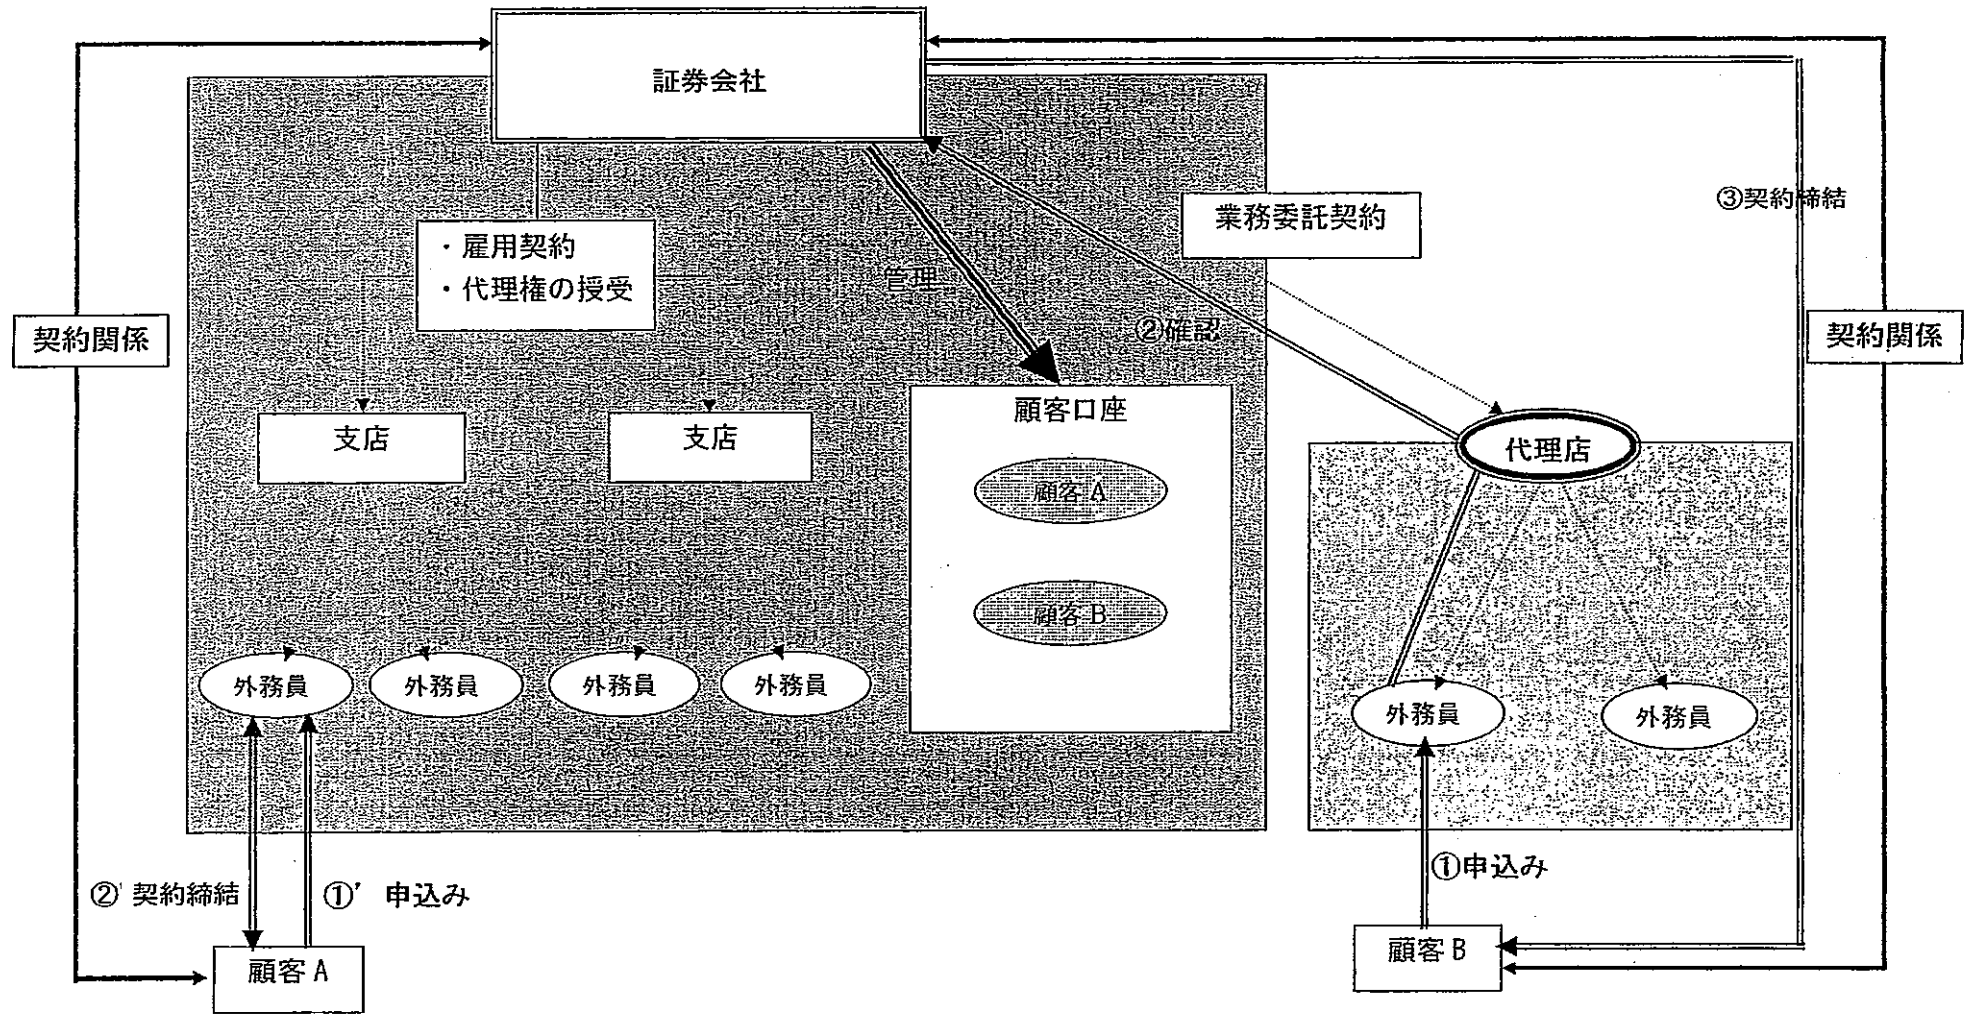 証券会社
③契約締結
業務委託契約
・雇用契約
・代理権の授受
管理
②確認
契約関係
契約関係
支店
支店
顧客口座
代理店
顧客A
顧客B
外務員
外務員
外務員
外務員
外務員
外務員
②' 契約締結
①' 申込み
①申込み
顧客A
顧客B